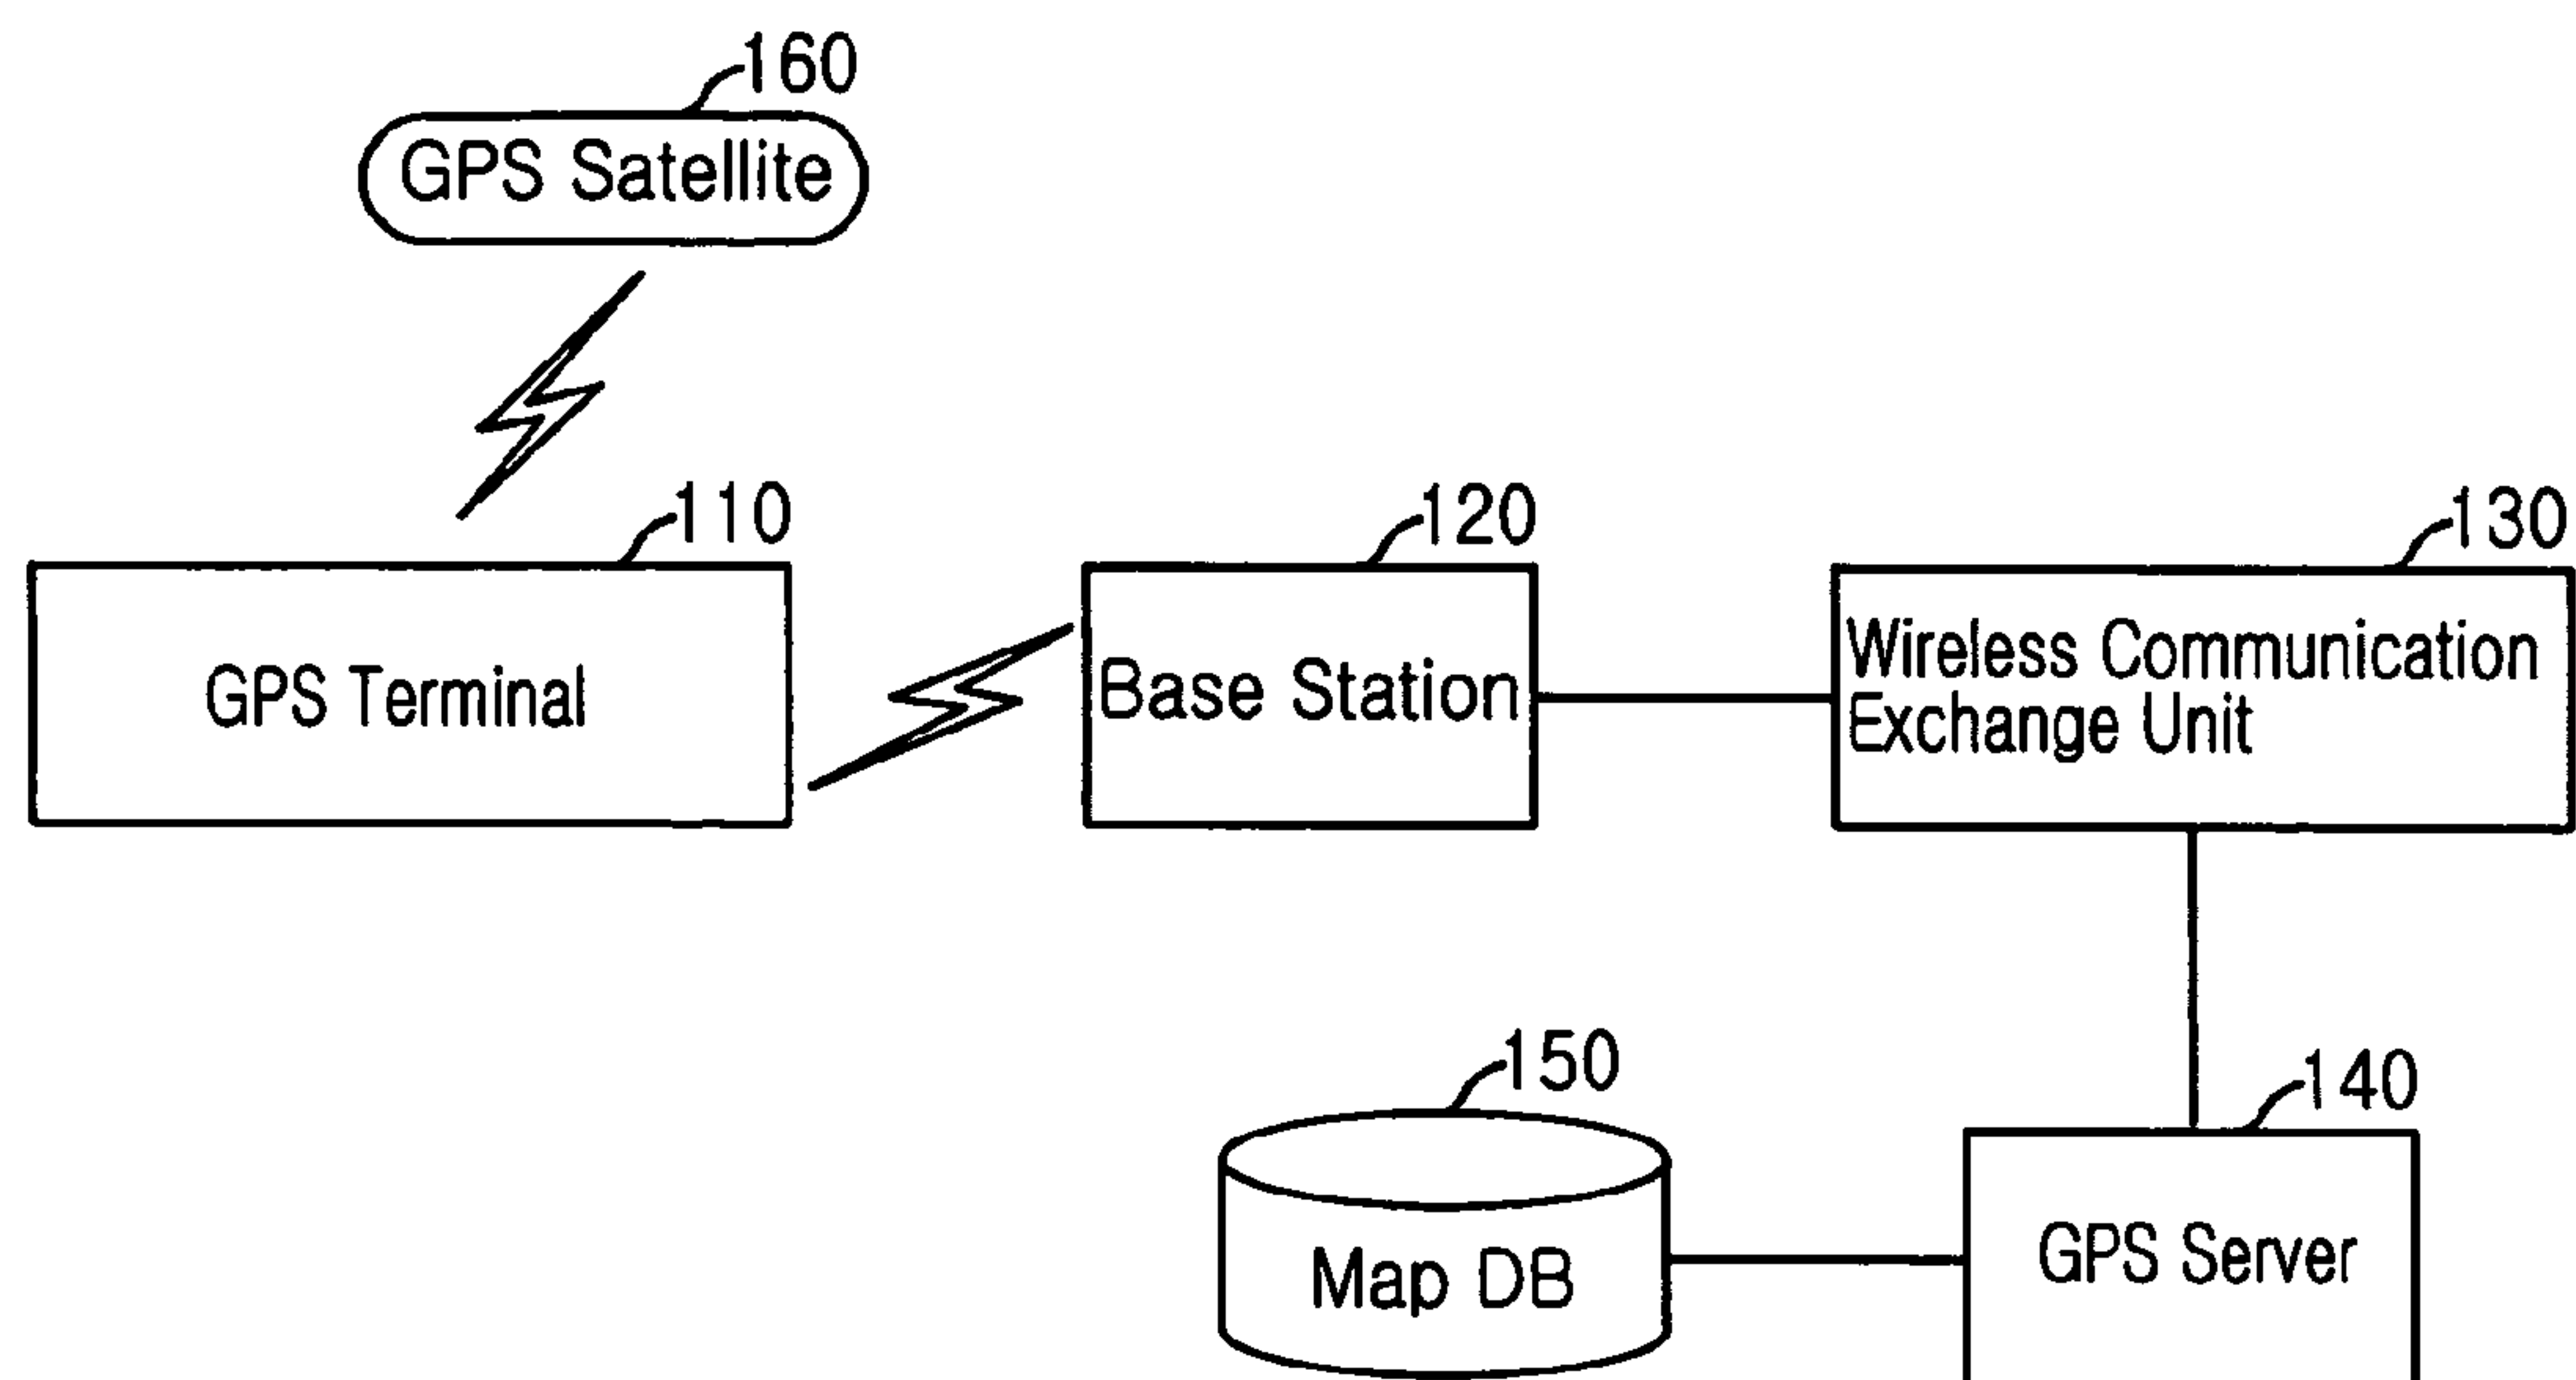 160
GPS Satellite
110
120
130
GPS Terminal
Base Station
Wireless Communication
Exchange Unit
150
140
Map DB
GPS Server